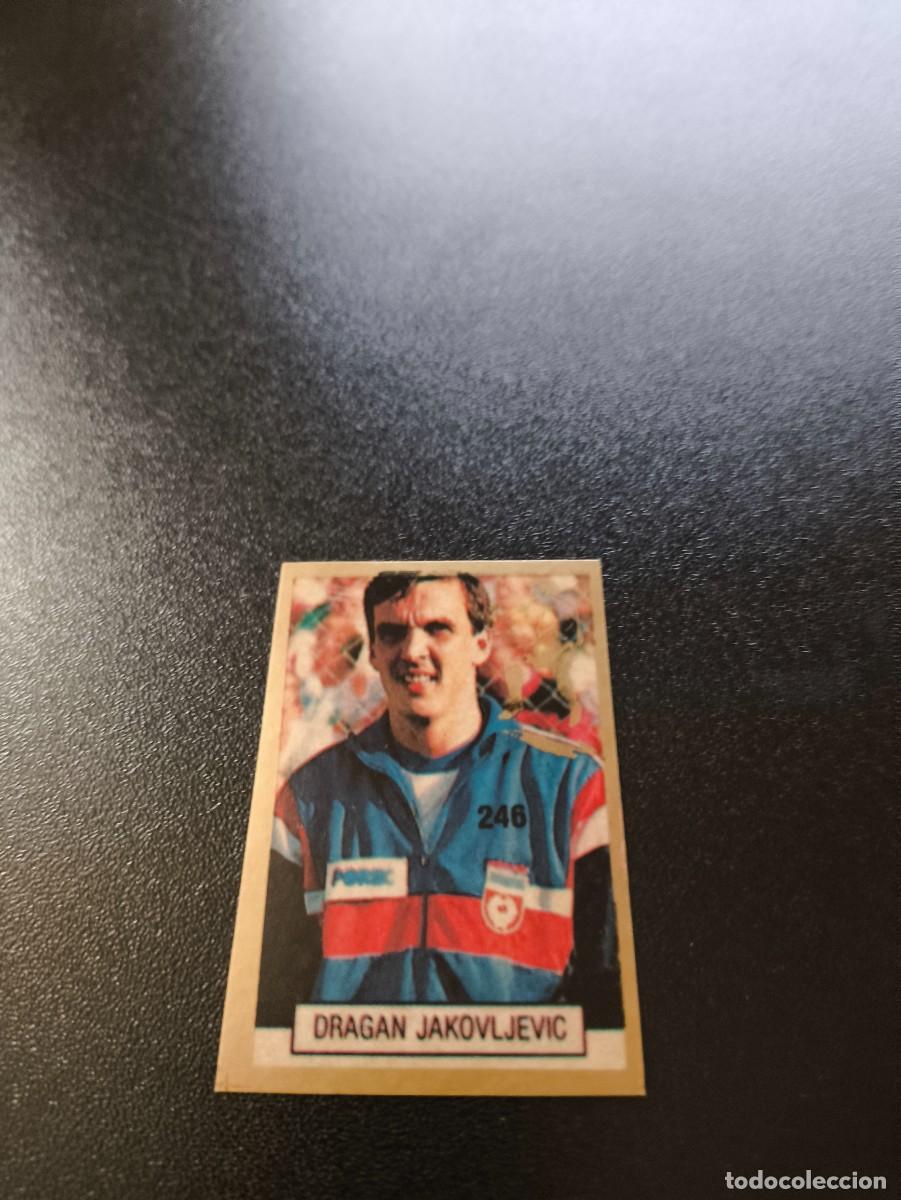 246
DRAGAN JAKOVLJEVIC
todocoleccion